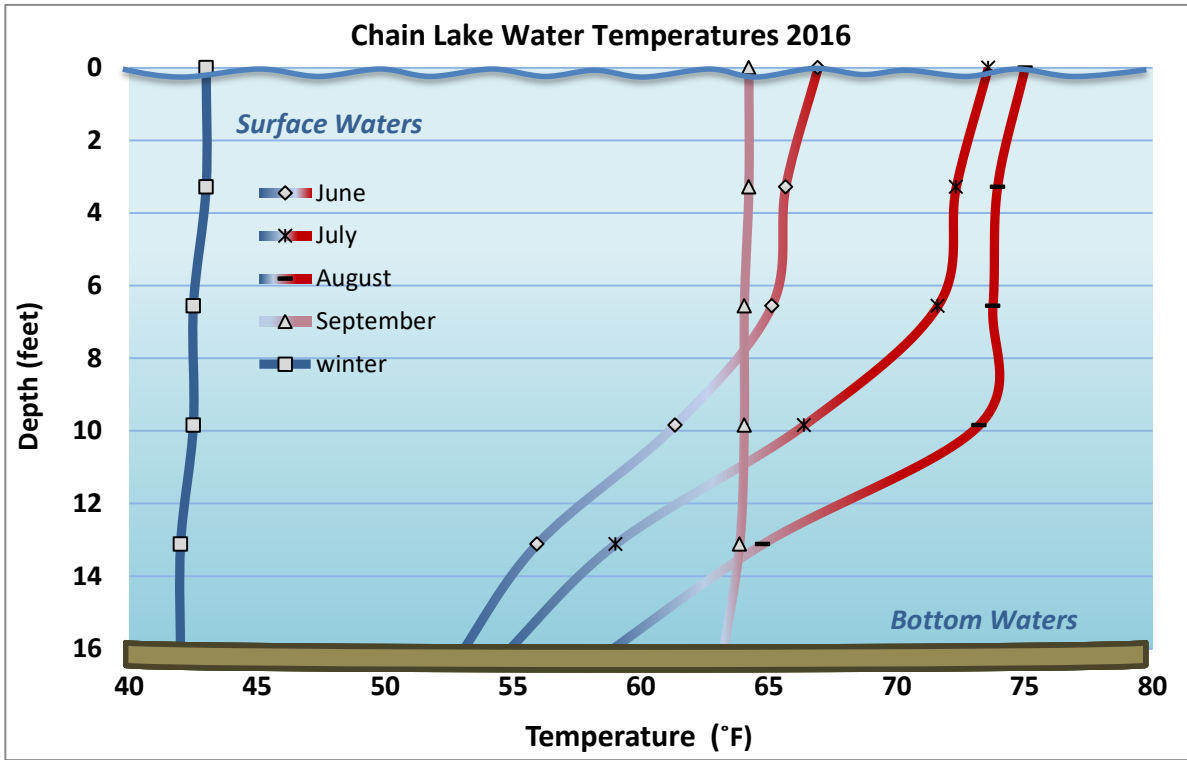 Chain Lake Water Temperatures 2016
0
2
4
6
8
10
12
14
16
Depth (feet)
Surface Waters
June
July
August
September
winter
Bottom Waters
40 45 50 55 60 65 70 75 80
Temperature (˚F)